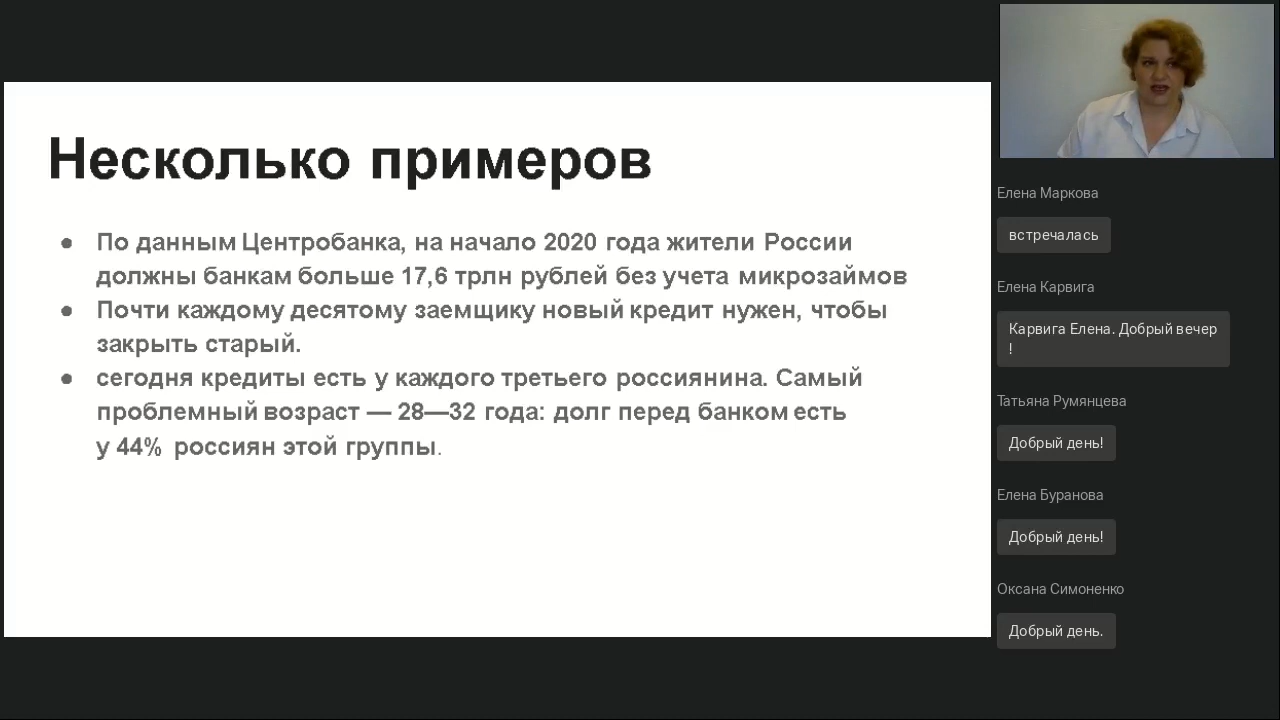 Несколько примеров
● По данным Центробанка, на начало 2020 года жители России
должны банкам больше 17,6 трлн рублей без учета микрозаймов
● Почти каждому десятому заемщику новый кредит нужен, чтобы
закрыть старый.
● сегодня кредиты есть у каждого третьего россиянина. Самый
проблемный возраст — 28—32 года: долг перед банком есть
у 44% россиян этой группы.
Елена Маркова
встречалась
Елена Карвига
Карвига Елена. Добрый вечер
!
Татьяна Румянцева
Добрый день!
Елена Буранова
Добрый день!
Оксана Симоненко
Добрый день.